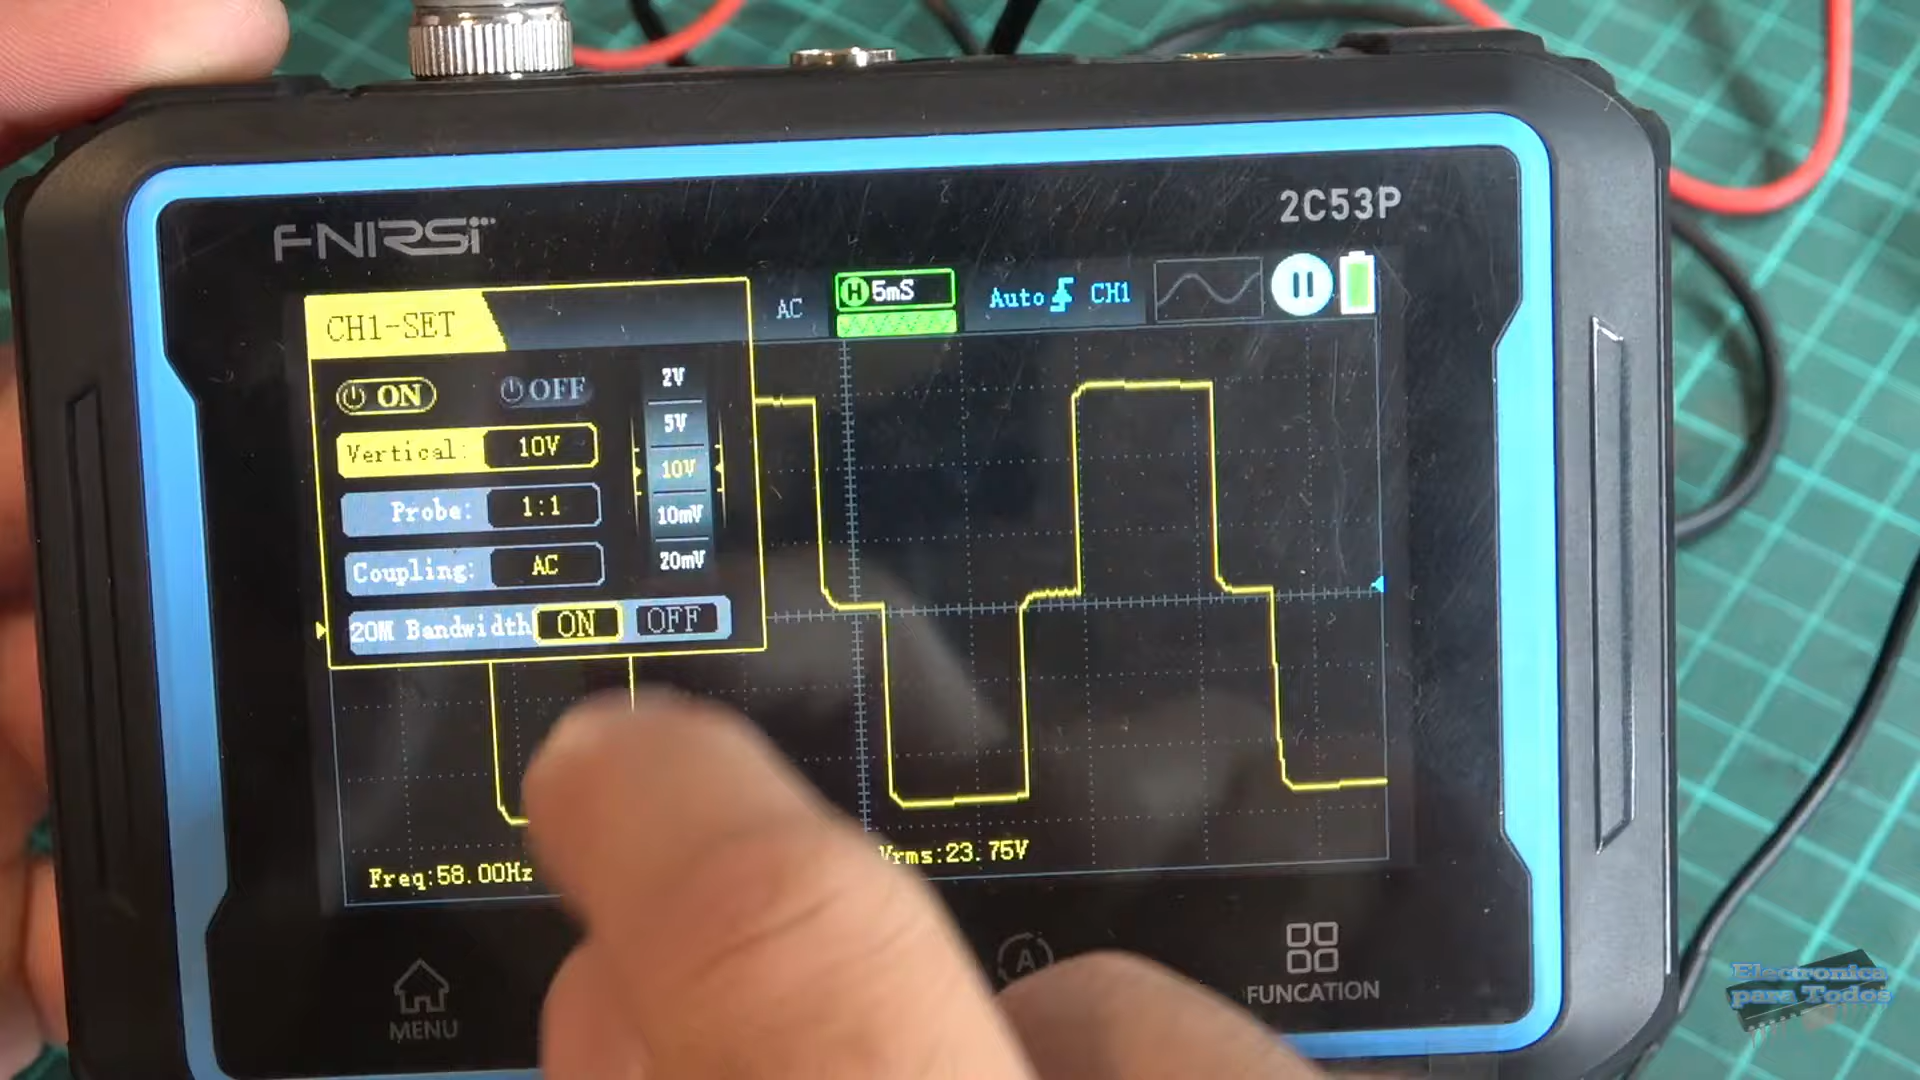 FNIRSI
2C53P
CH1-SET
AC
H 5mS
Auto CH1
ON OFF
Vertical: 10V
Probe: 1:1
Coupling: AC
20M Bandwidth ON OFF
2V
5V
10V
10mV
20mV
Freq:58.00Hz
Vrms:23.75V
MENU
A
FUNCATION
Electronica
para Todos